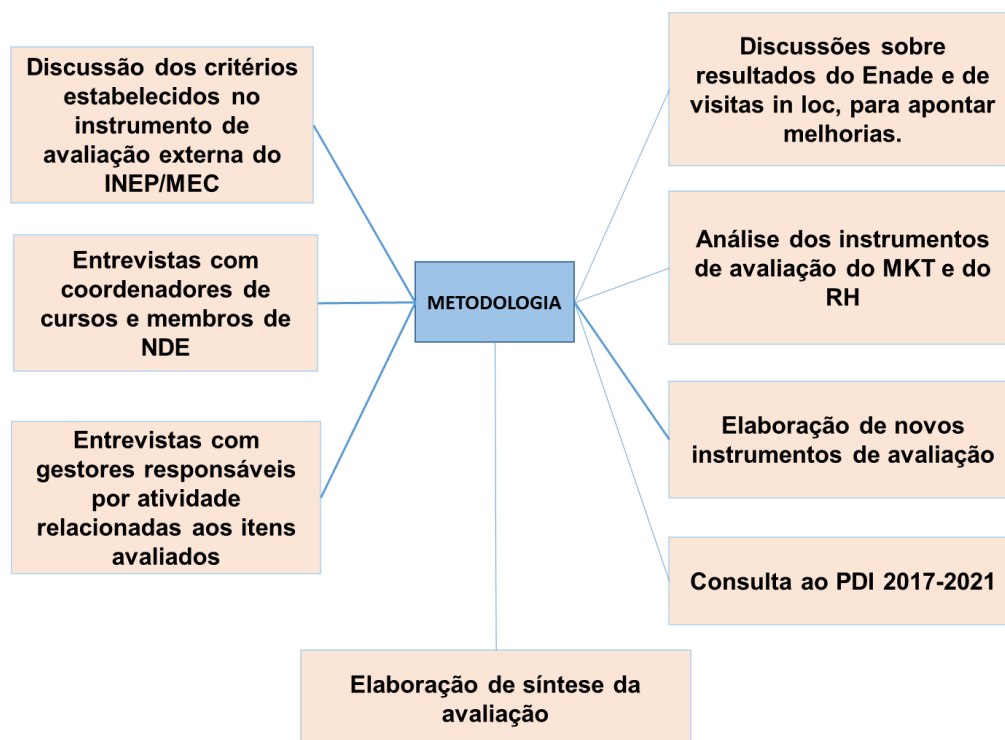 Discussão dos critérios
estabelecidos no
instrumento de
avaliação externa do
INEP/MEC
Entrevistas com
coordenadores de
cursos e membros de
NDE
Entrevistas com
gestores responsáveis
por atividade
relacionadas aos itens
avaliados
METODOLOGIA
Discussões sobre
resultados do Enade e de
visitas in loc, para apontar
melhorias.
Análise dos instrumentos
de avaliação do MKT e do
RH
Elaboração de novos
instrumentos de avaliação
Consulta ao PDI 2017-2021
Elaboração de síntese da
avaliação